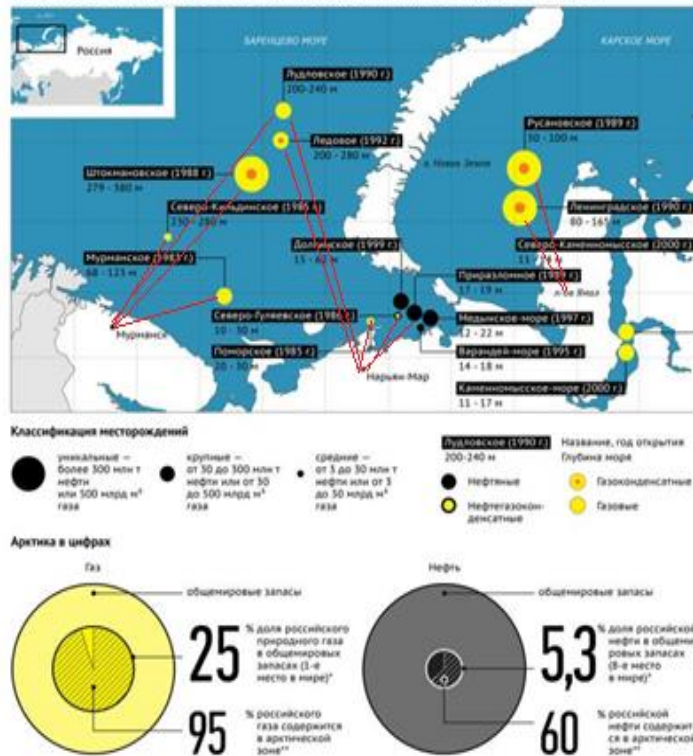 Россия
БАРЕНЦЕВО МОРЕ
КАРСКОЕ МОРЕ
Лудловское (1990 г.)
200-240 м
Ледовое (1992 г.)
200 - 280 м
Русановское (1989 г.)
50 - 100 м
о. Новая Земля
Штокмановское (1988 г.)
279 - 380 м
Ленинградское (1990 г.)
80 - 165 м
Северо-Кильдинское (1985 г.)
230 - 280 м
Долгинское (1999 г.)
15 -
Северо-Каменномысское (2000 г.)
Мурманское (1983 г.)
68 - 123 м
Приразломное (1989 г.)
17 - 19 м
п-ов Ямал
Северо-Гуляевское (1986 г.)
10 - 30 м
Медынское-море (1997 г.)
12 - 22 м
Мурманск
Поморское (1985 г.)
20 - 30 м
Варандей-море (1995 г.)
14 - 18 м
Нарьян-Мар
Каменномысское-море (2000 г.)
11 - 17 м
Классификация месторождений
уникальные —
более 300 млн т
нефти
или 500 млрд м³
газа
крупные —
от 30 до 300 млн т
нефти или от 30
до 500 млрд м³
газа
средние —
от 3 до 30 млн т
нефти или от 3
до 30 млрд м³
газа
Лудловское (1990 г.)
200-240 м
Название, год открытия
Глубина моря
Нефтяные
Газоконденсатные
Нефтегазокон-
денсатные
Газовые
Арктика в цифрах
Газ
общемировые запасы
25
% доля российского
природного газа
в общемировых
запасах (1-е
место в мире)*
95
% российского
газа содержится
в арктической
зоне**
Нефть
общемировые запасы
5,3
% доля российской
нефти в общеми
ровых запасах
(8-е место
в мире)*
60
% российской
нефти содержит
ся в арктической
зоне**